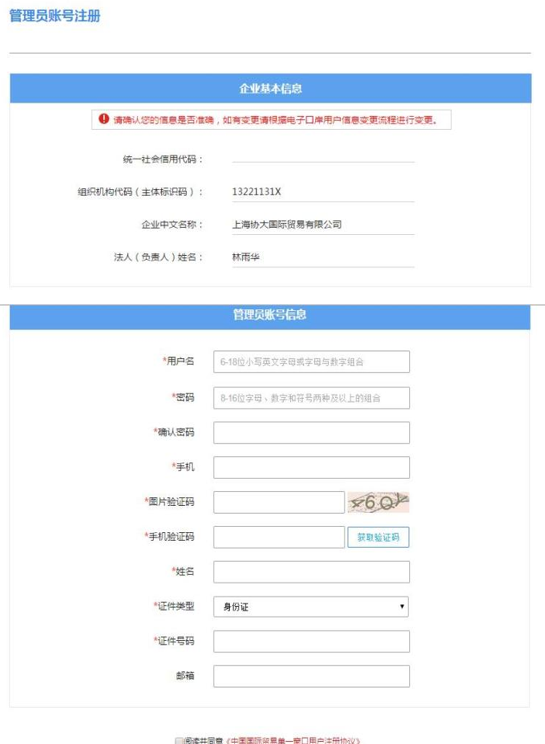 管理员账号注册
企业基本信息
请确认您的信息是否准确，如有变更请根据电子口岸用户信息变更流程进行变更。
统一社会信用代码：
组织机构代码（主体标识码）： 13221131X
企业中文名称： 上海协大国际贸易有限公司
法人（负责人）姓名： 林雨华
管理员账号信息
*用户名 6-18位小写英文字母或字母与数字组合
*密码 8-16位字母、数字和符号两种及以上的组合
*确认密码
*手机
*图片验证码
*手机验证码 获取验证码
*姓名
*证件类型 身份证
*证件号码
邮箱
阅读并同意《中国国际贸易单一窗口用户注册协议》